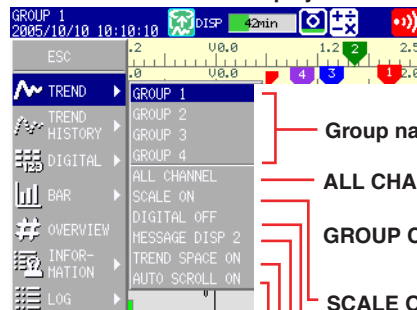 GROUP 1
2005/10/10 10:10:10 DISP 42min
ESC
.2 V0.0 1.2 2 2.5
.0 V0.0 4 3 1 2.0
TREND
GROUP 1
TREND HISTORY
GROUP 2
GROUP 3
GROUP 4
Group na
DIGITAL
ALL CHANNEL
ALL CHA
BAR
SCALE ON
DIGITAL OFF
OVERVIEW
MESSAGE DISP 2
GROUP C
INFOR-
MATION
TREND SPACE ON
AUTO SCROLL ON
LOG
SCALE O